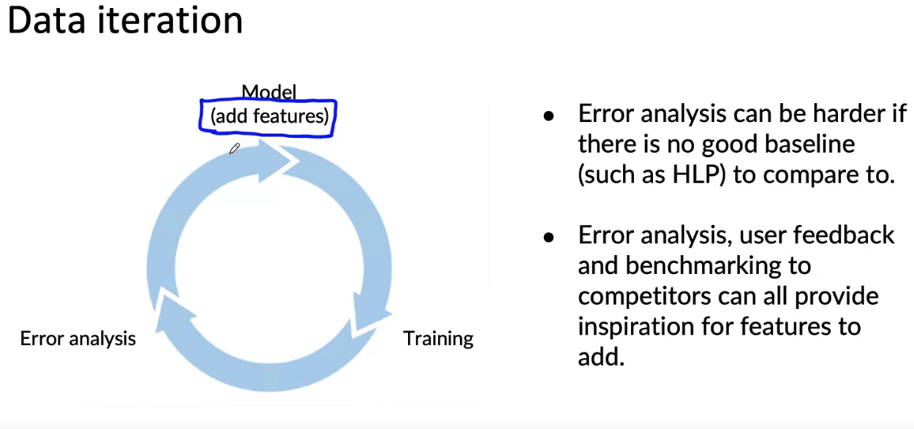 Data iteration
Model
(add features)
Error analysis
Training
● Error analysis can be harder if
there is no good baseline
(such as HLP) to compare to.
● Error analysis, user feedback
and benchmarking to
competitors can all provide
inspiration for features to
add.